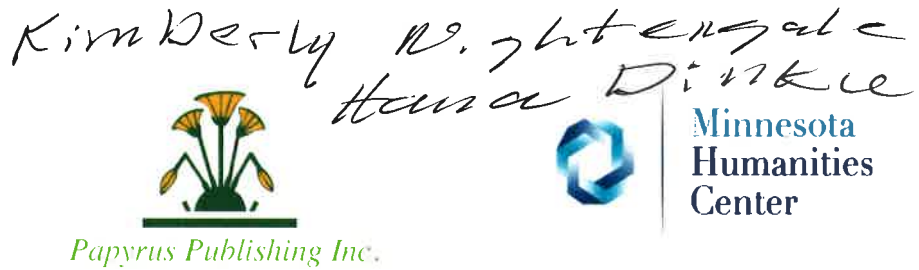 Kimberly Nightengale
Hana Dinkie
Minnesota
Humanities
Center
Papyrus Publishing Inc.